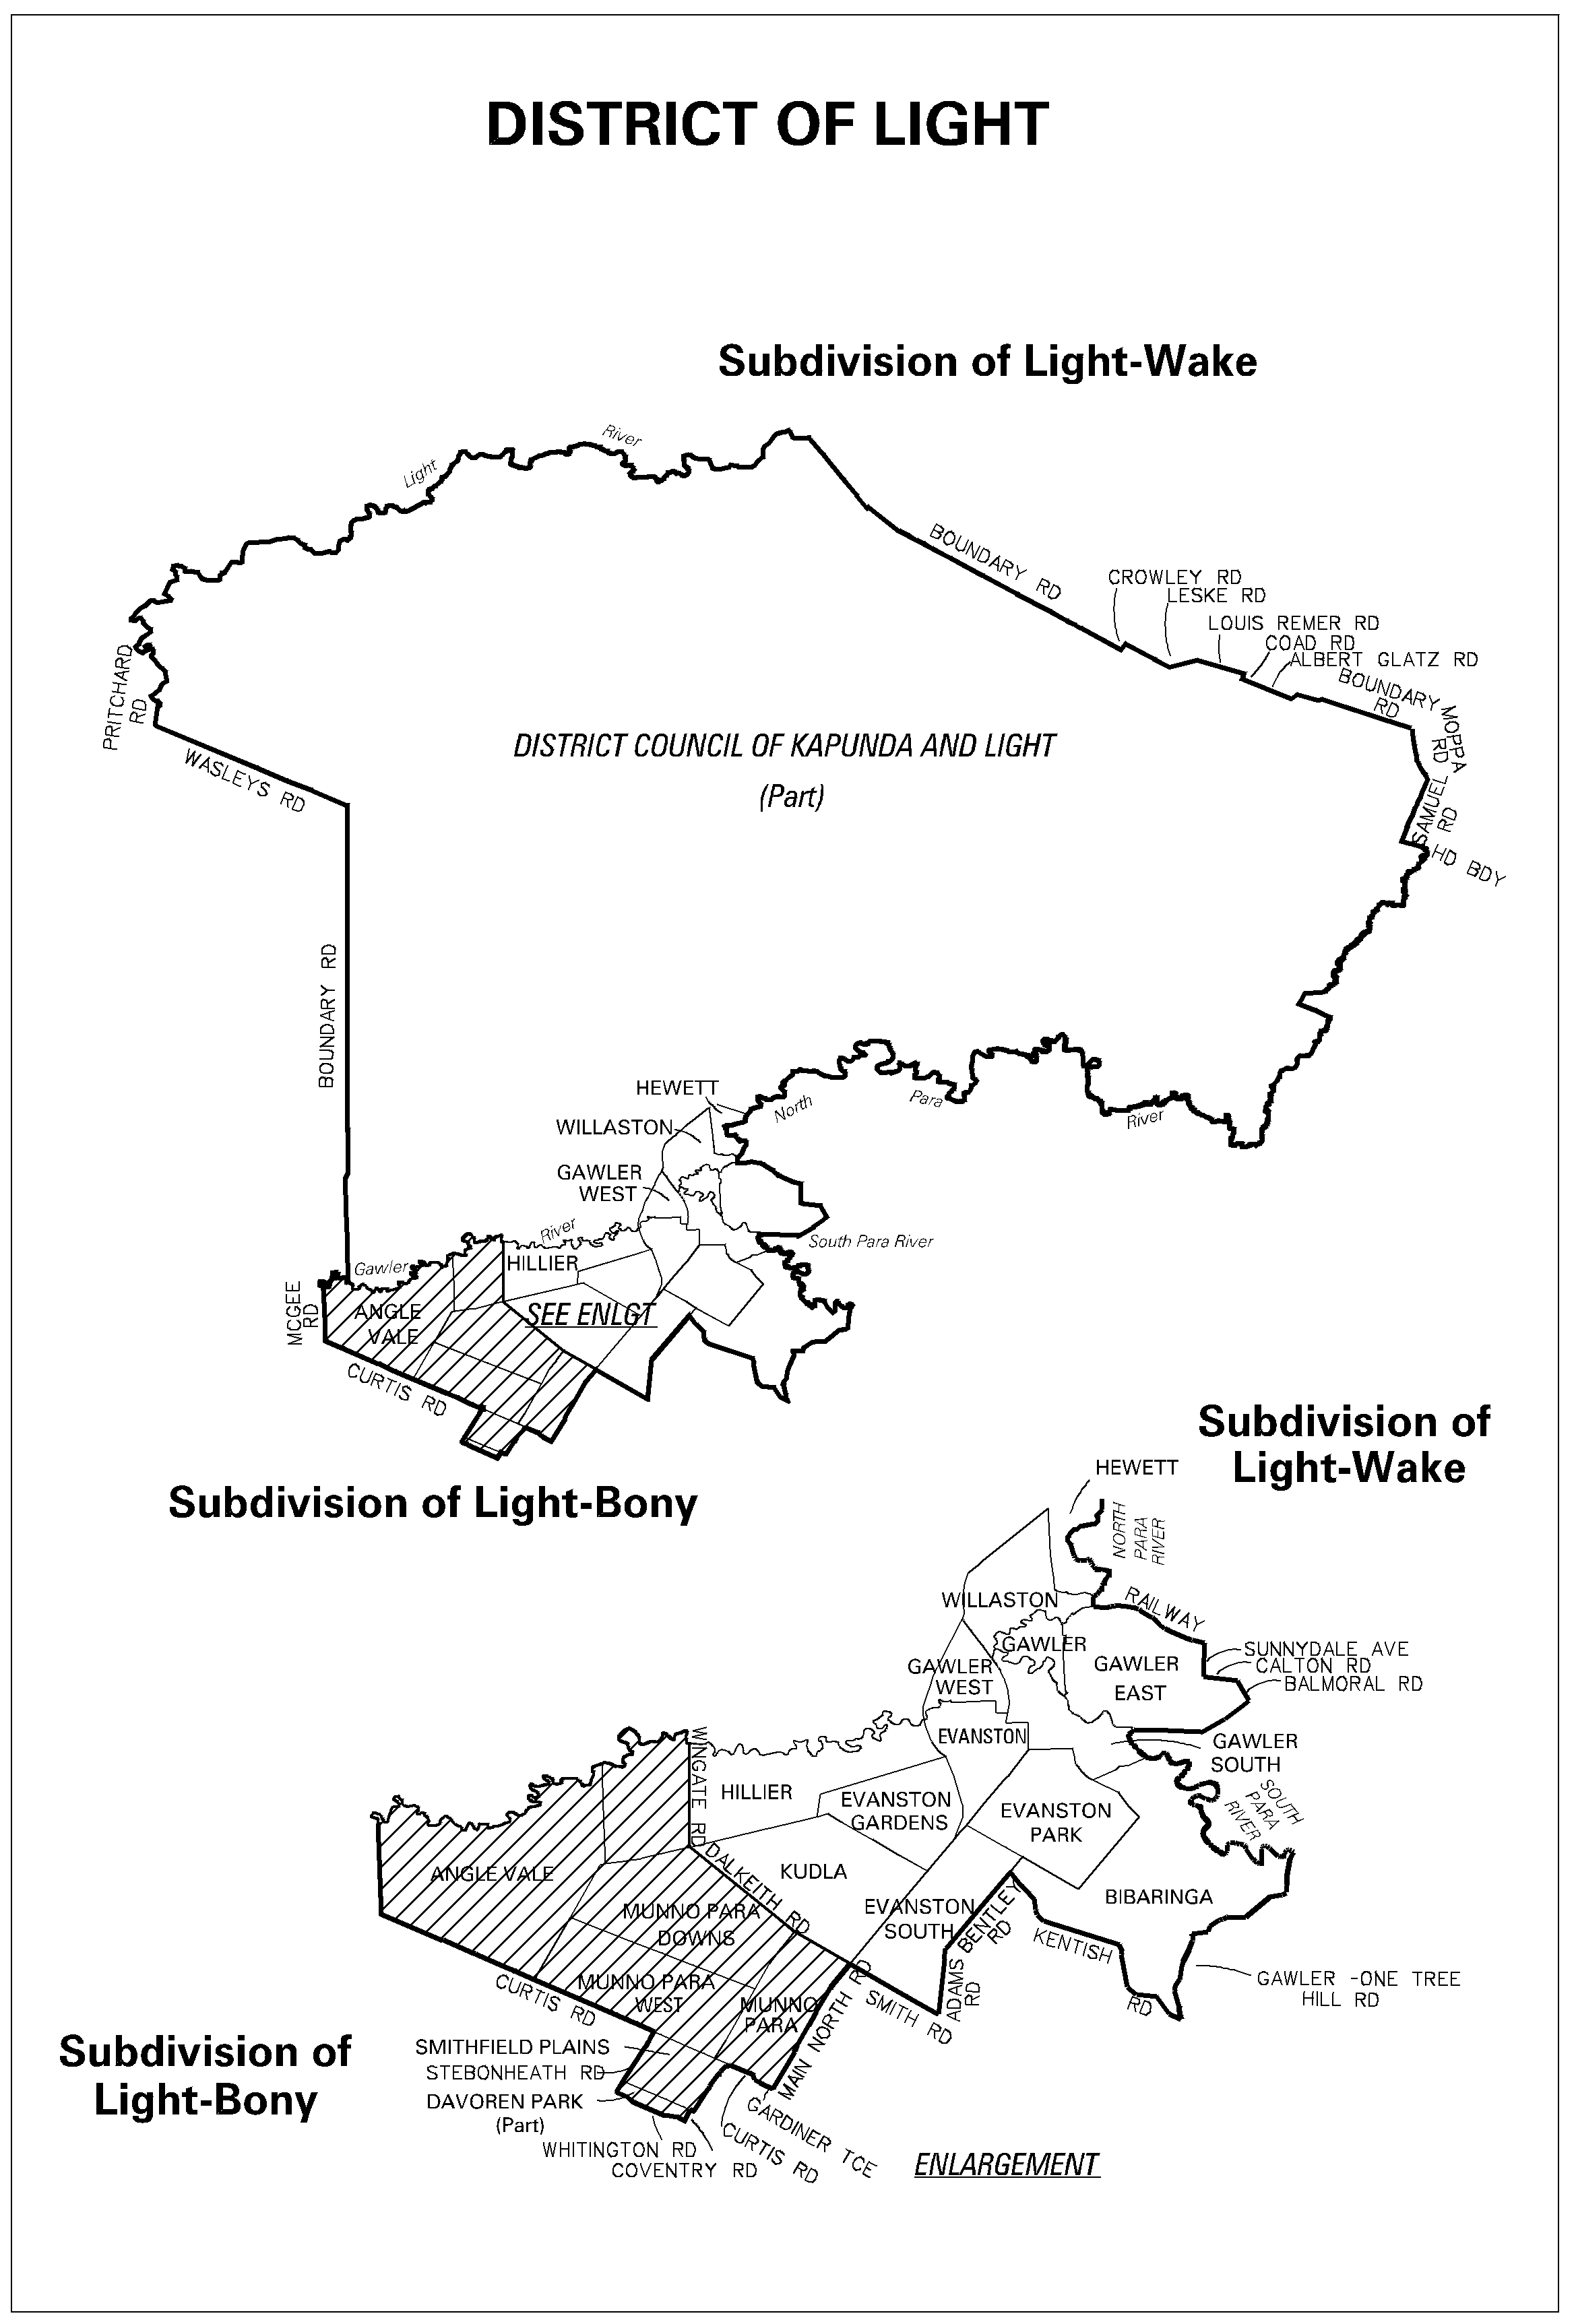 DISTRICT OF LIGHT
Subdivision of Light-Wake
River
Light
BOUNDARY RD
CROWLEY RD
LESKE RD
LOUIS REMER RD
COAD RD
ALBERT GLATZ RD
BOUNDARY
RD
MOPPA
RD
PRITCHARD
RD
WASLEYS RD
DISTRICT COUNCIL OF KAPUNDA AND LIGHT
(Part)
SAMUEL
RD
HD BDY
BOUNDARY RD
HEWETT
North
Para
River
WILLASTON
GAWLER
WEST
River
South Para River
Gawler
HILLIER
MCGEE
RD
ANGLE
VALE
SEE ENLGT
CURTIS RD
Subdivision of
Light-Wake
Subdivision of Light-Bony
HEWETT
NORTH
PARA
RIVER
WILLASTON
RAILWAY
GAWLER
SUNNYDALE AVE
CALTON RD
BALMORAL RD
GAWLER
EAST
GAWLER
WEST
WINGATE RD
EVANSTON
GAWLER
SOUTH
HILLIER
EVANSTON
GARDENS
EVANSTON
PARK
SOUTH
PARA
RIVER
DALKEITH RD
KUDLA
ANGLE VALE
BIBARINGA
EVANSTON
SOUTH
BENTLEY
RD
MUNNO PARA
DOWNS
KENTISH
RD
ADAMS
RD
GAWLER -ONE TREE
HILL RD
CURTIS RD
MUNNO PARA
WEST
MUNNO
PARA
MAIN NORTH RD
SMITH RD
Subdivision of
Light-Bony
SMITHFIELD PLAINS
STEBONHEATH RD
DAVOREN PARK
(Part)
WHITINGTON RD
COVENTRY RD
CURTIS RD
GARDINER TCE
ENLARGEMENT